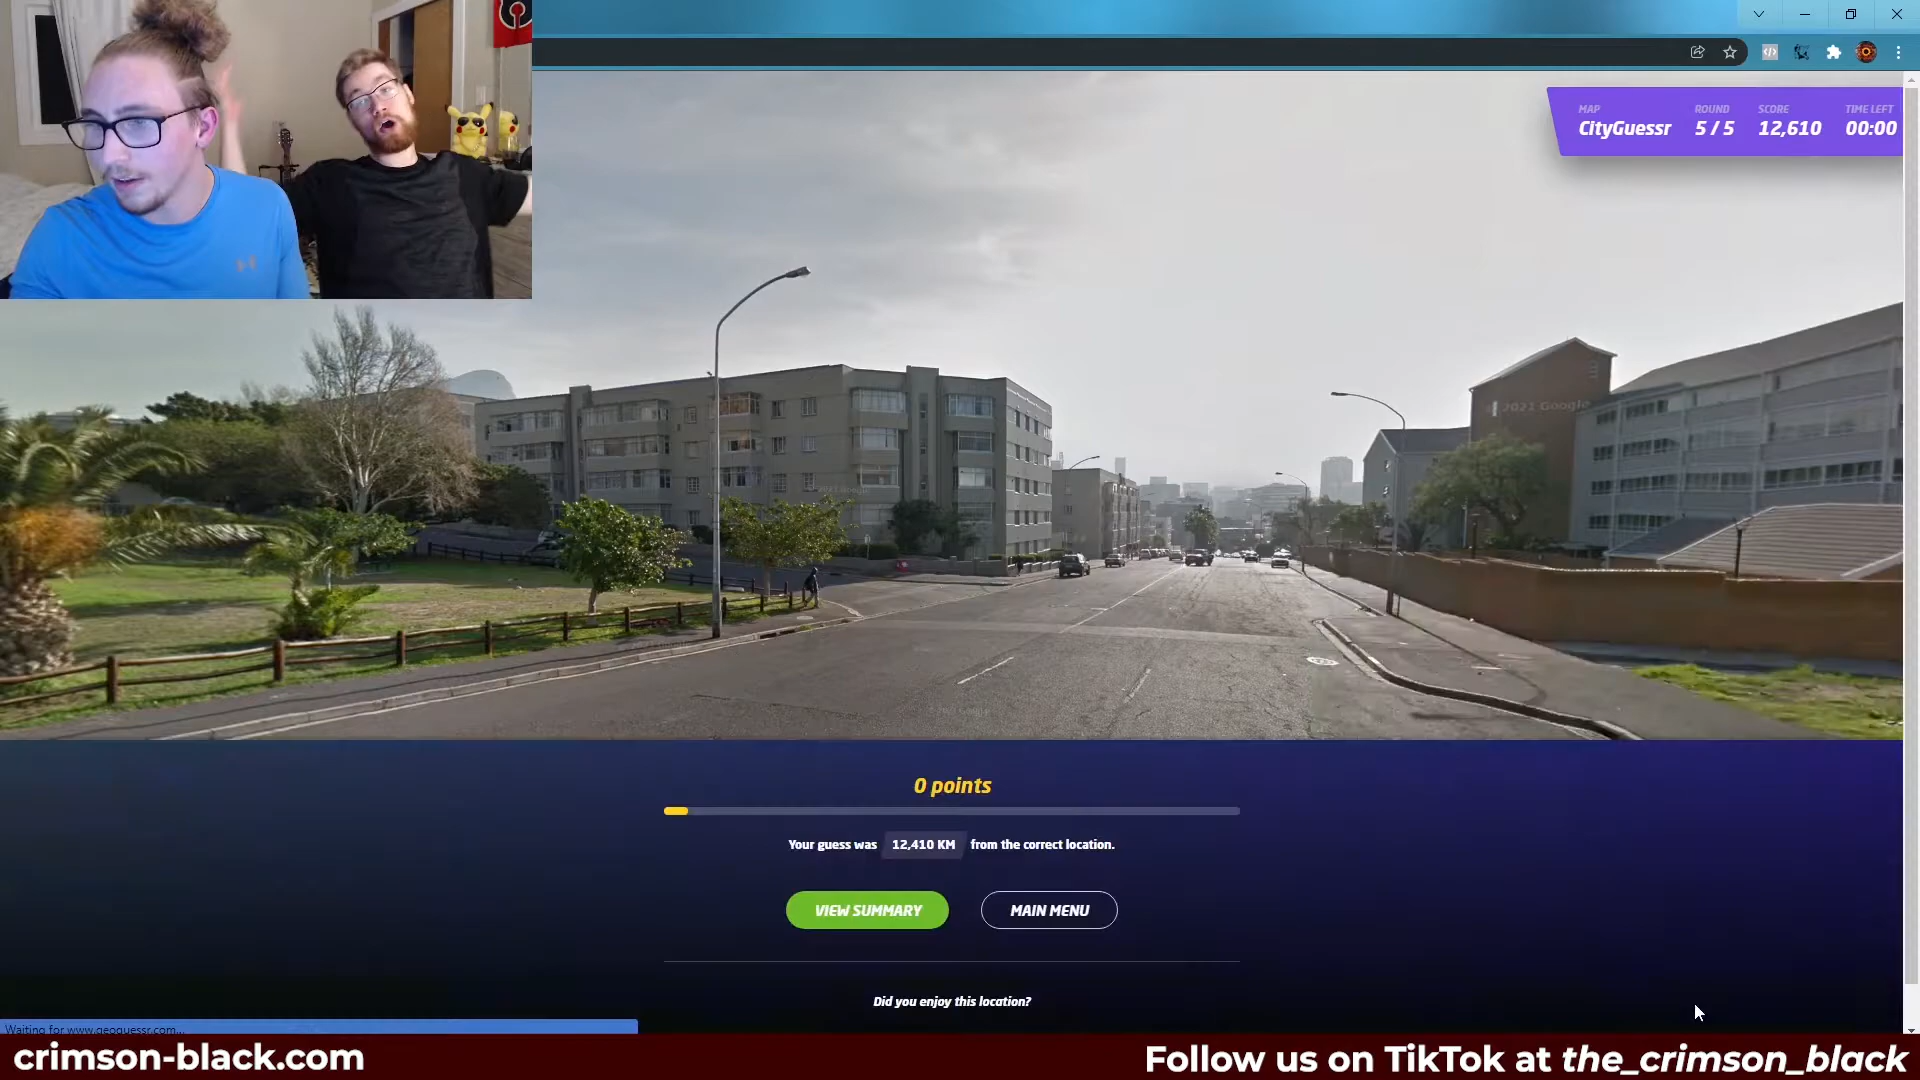 MAP ROUND SCORE TIME LEFT
CityGuessr 5 / 5 12,610 00:00
© 2021 Google
0 points
Your guess was 12,410 KM from the correct location.
VIEW SUMMARY MAIN MENU
Did you enjoy this location?
Waiting for www.geoguessr.com...
crimson-black.com
Follow us on TikTok at the_crimson_black